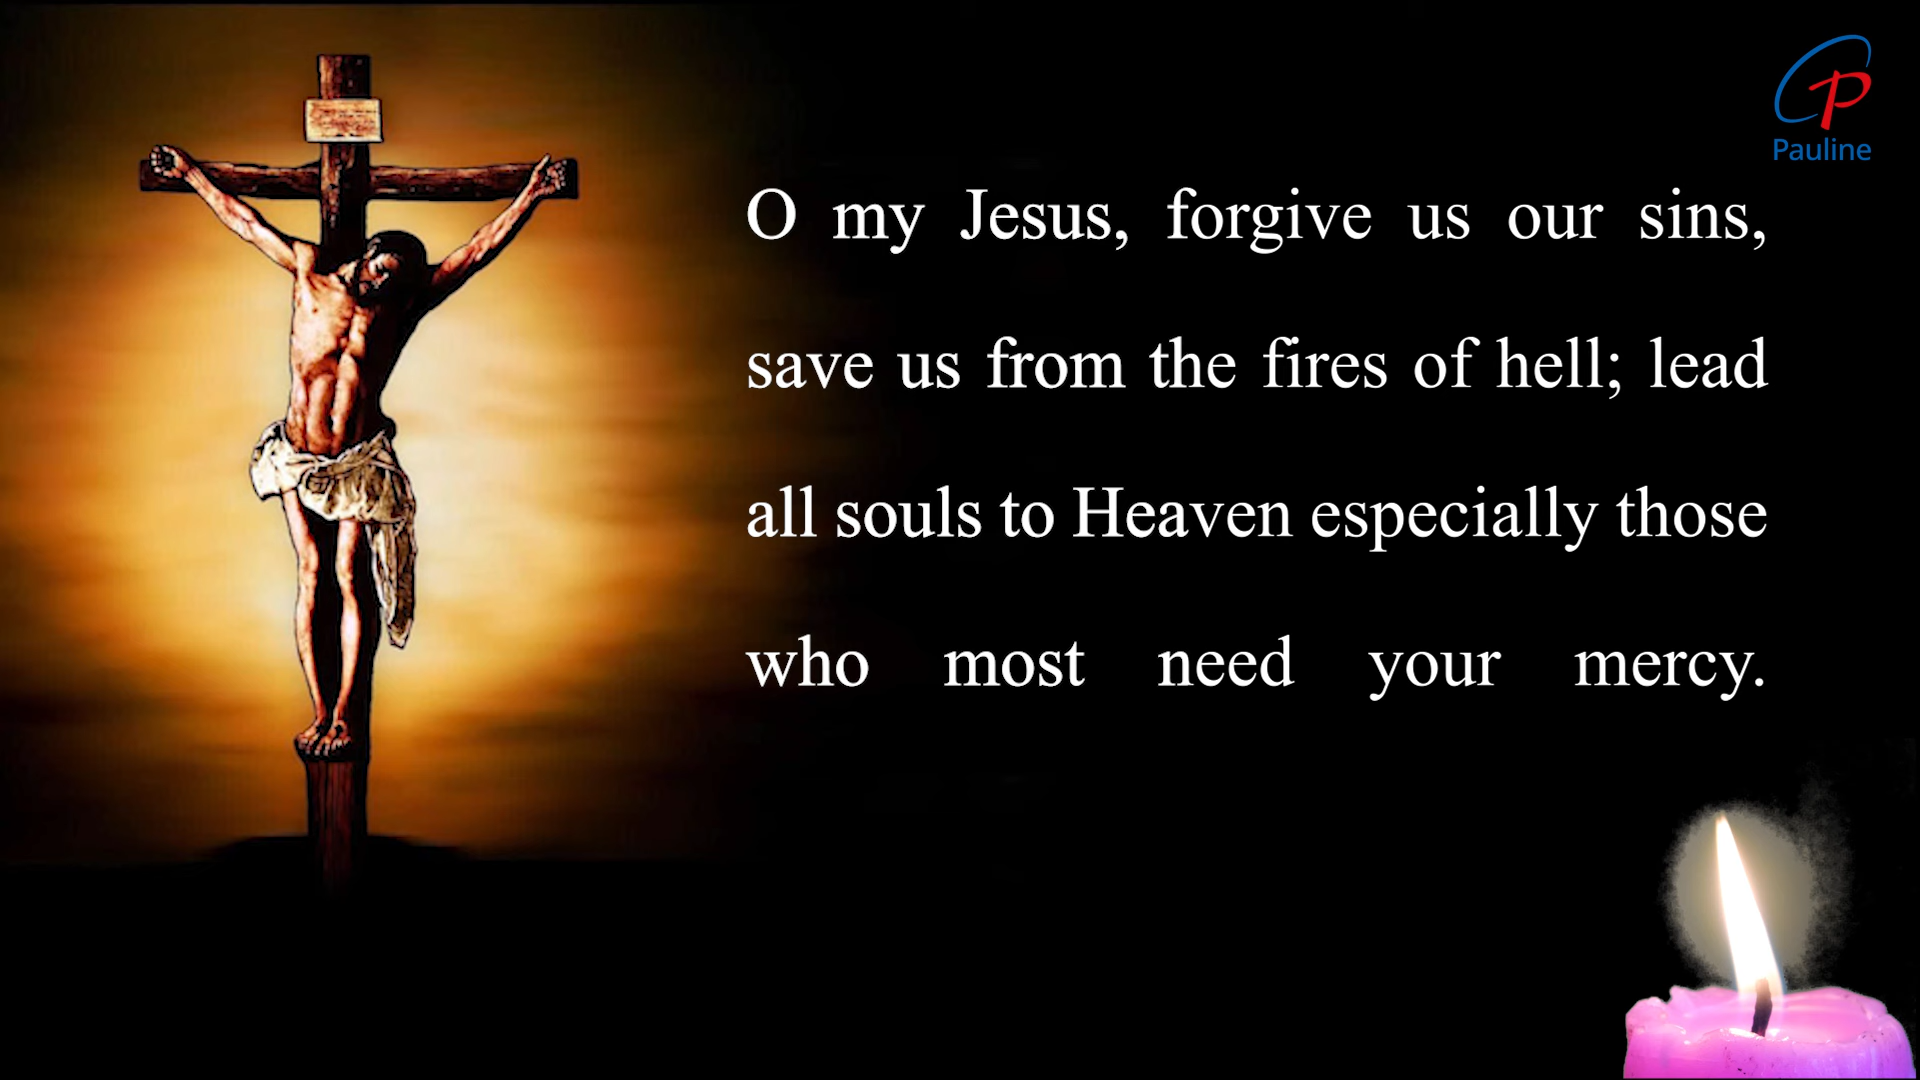 Pauline
O my Jesus, forgive us our sins,
save us from the fires of hell; lead
all souls to Heaven especially those
who most need your mercy.